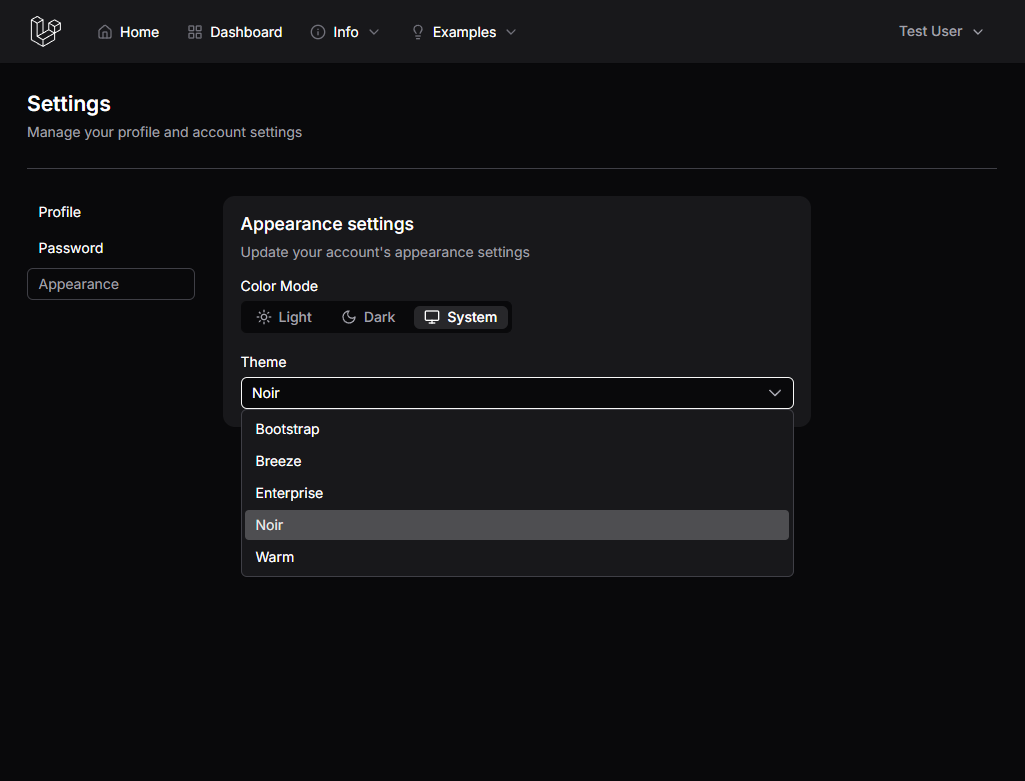 Home Dashboard Info Examples Test User
Settings
Manage your profile and account settings
Profile
Password
Appearance
Appearance settings
Update your account's appearance settings
Color Mode
Light Dark System
Theme
Noir
Bootstrap
Breeze
Enterprise
Noir
Warm